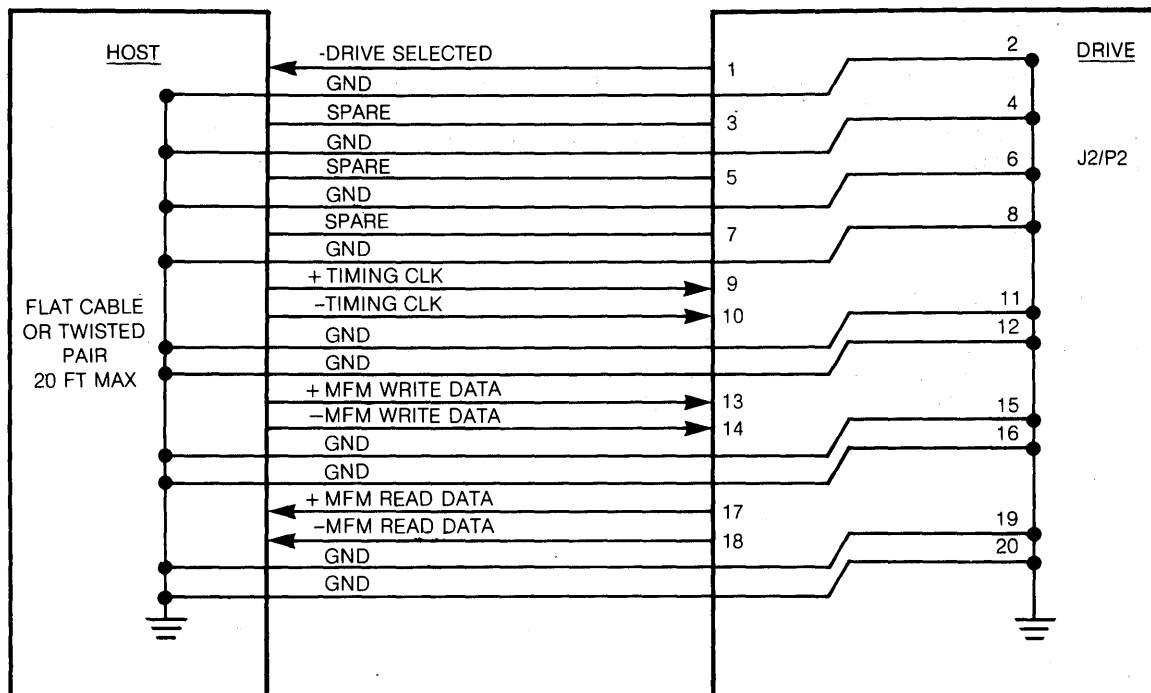 HOST
DRIVE
-DRIVE SELECTED
1
GND
2
SPARE
3
GND
4
SPARE
5
GND
6
J2/P2
SPARE
7
GND
8
+ TIMING CLK
9
–TIMING CLK
10
GND
11
GND
12
FLAT CABLE
OR TWISTED
PAIR
20 FT MAX
+ MFM WRITE DATA
13
–MFM WRITE DATA
14
GND
15
GND
16
+ MFM READ DATA
17
–MFM READ DATA
18
GND
19
GND
20